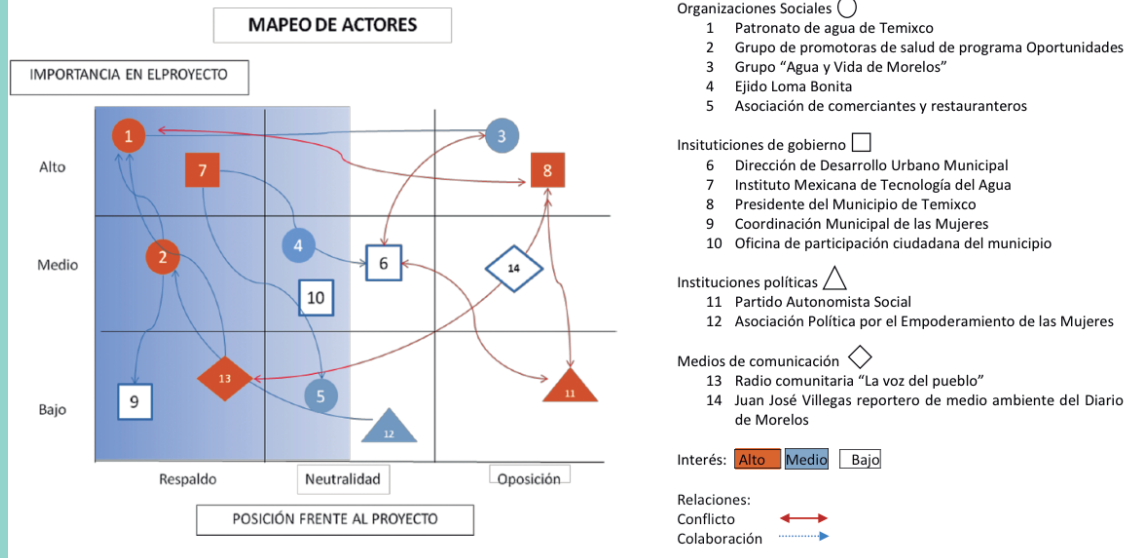 MAPEO DE ACTORES
IMPORTANCIA EN ELPROYECTO
Alto
Medio
Bajo
1
3
7
8
2
4
6
14
10
13
9
5
11
12
Respaldo
Neutralidad
Oposición
POSICIÓN FRENTE AL PROYECTO
Organizaciones Sociales
1 Patronato de agua de Temixco
2 Grupo de promotoras de salud de programa Oportunidades
3 Grupo “Agua y Vida de Morelos”
4 Ejido Loma Bonita
5 Asociación de comerciantes y restauranteros
Insituticiones de gobierno
6 Dirección de Desarrollo Urbano Municipal
7 Instituto Mexicana de Tecnología del Agua
8 Presidente del Municipio de Temixco
9 Coordinación Municipal de las Mujeres
10 Oficina de participación ciudadana del municipio
Instituciones políticas
11 Partido Autonomista Social
12 Asociación Política por el Empoderamiento de las Mujeres
Medios de comunicación
13 Radio comunitaria “La voz del pueblo”
14 Juan José Villegas reportero de medio ambiente del Diario
de Morelos
Interés: Alto Medio Bajo
Relaciones:
Conflicto
Colaboración